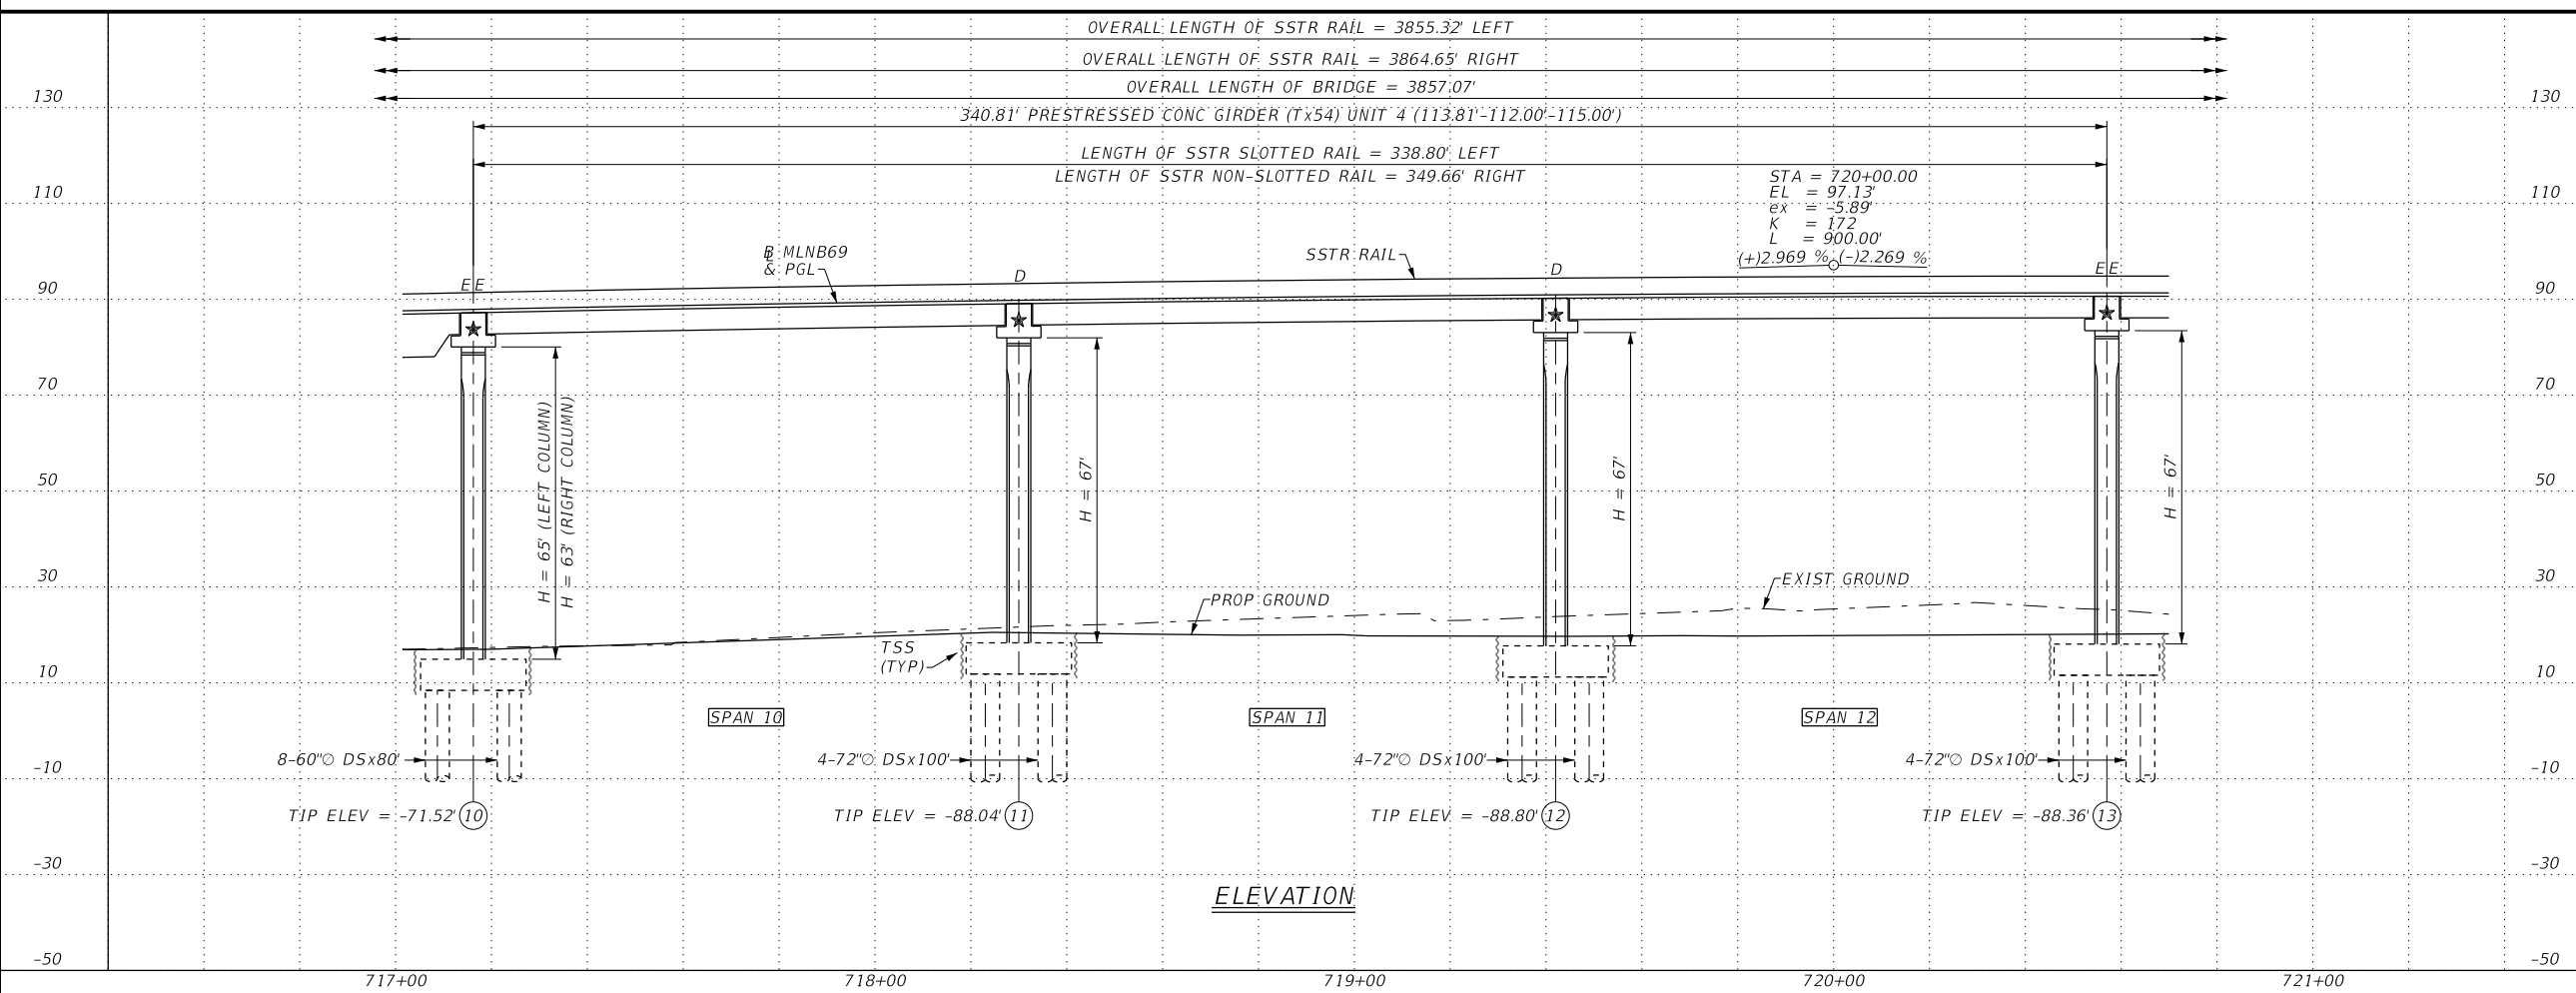 OVERALL LENGTH OF SSTR RAIL = 3855.32' LEFT
OVERALL LENGTH OF SSTR RAIL = 3864.65' RIGHT
OVERALL LENGTH OF BRIDGE = 3857.07'
130 130
340.81' PRESTRESSED CONC GIRDER (Tx54) UNIT 4 (113.81'-112.00'-115.00')
LENGTH OF SSTR SLOTTED RAIL = 338.80' LEFT
LENGTH OF SSTR NON-SLOTTED RAIL = 349.66' RIGHT
STA = 720+00.00
110 EL = 97.13' 110
ex = -5.89'
K = 172
L = 900.00'
(+)2.969 % (-)2.269 %
BL MLNB69
& PGL
SSTR RAIL
E E D D E E
90 90
70 70
H = 65' (LEFT COLUMN)
H = 63' (RIGHT COLUMN)
H = 67'
H = 67'
H = 67'
50 50
30 30
EXIST GROUND
PROP GROUND
TSS
(TYP)
10 10
SPAN 10 SPAN 11 SPAN 12
8-60"∅ DSx80' 4-72"∅ DSx100' 4-72"∅ DSx100' 4-72"∅ DSx100'
-10 -10
TIP ELEV = -71.52' 10 TIP ELEV = -88.04' 11 TIP ELEV = -88.80' 12 TIP ELEV = -88.36' 13
-30 -30
ELEVATION
-50 -50
717+00 718+00 719+00 720+00 721+00